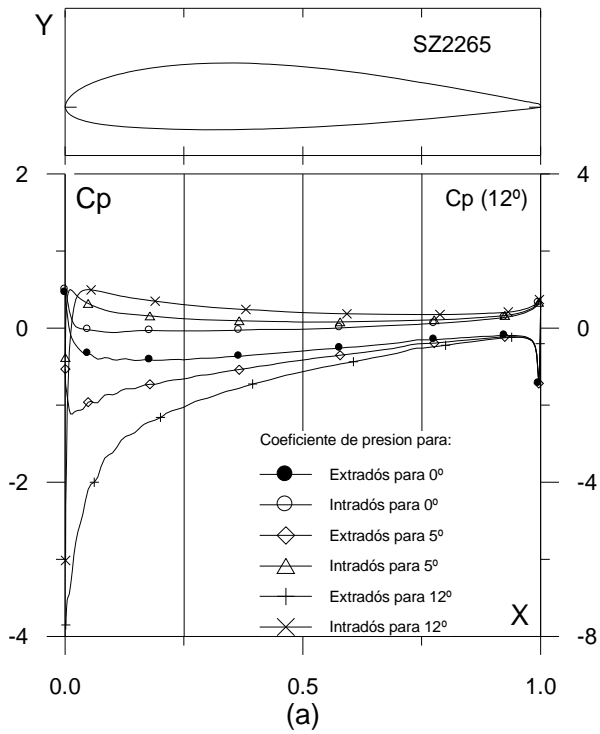 Y
SZ2265
2
4
Cp
Cp (12º)
0
0
-2
-4
Coeficiente de presion para:
Extradós para 0º
Intradós para 0º
Extradós para 5º
Intradós para 5º
Extradós para 12º
Intradós para 12º
X
-4
-8
0.0
0.5
1.0
(a)